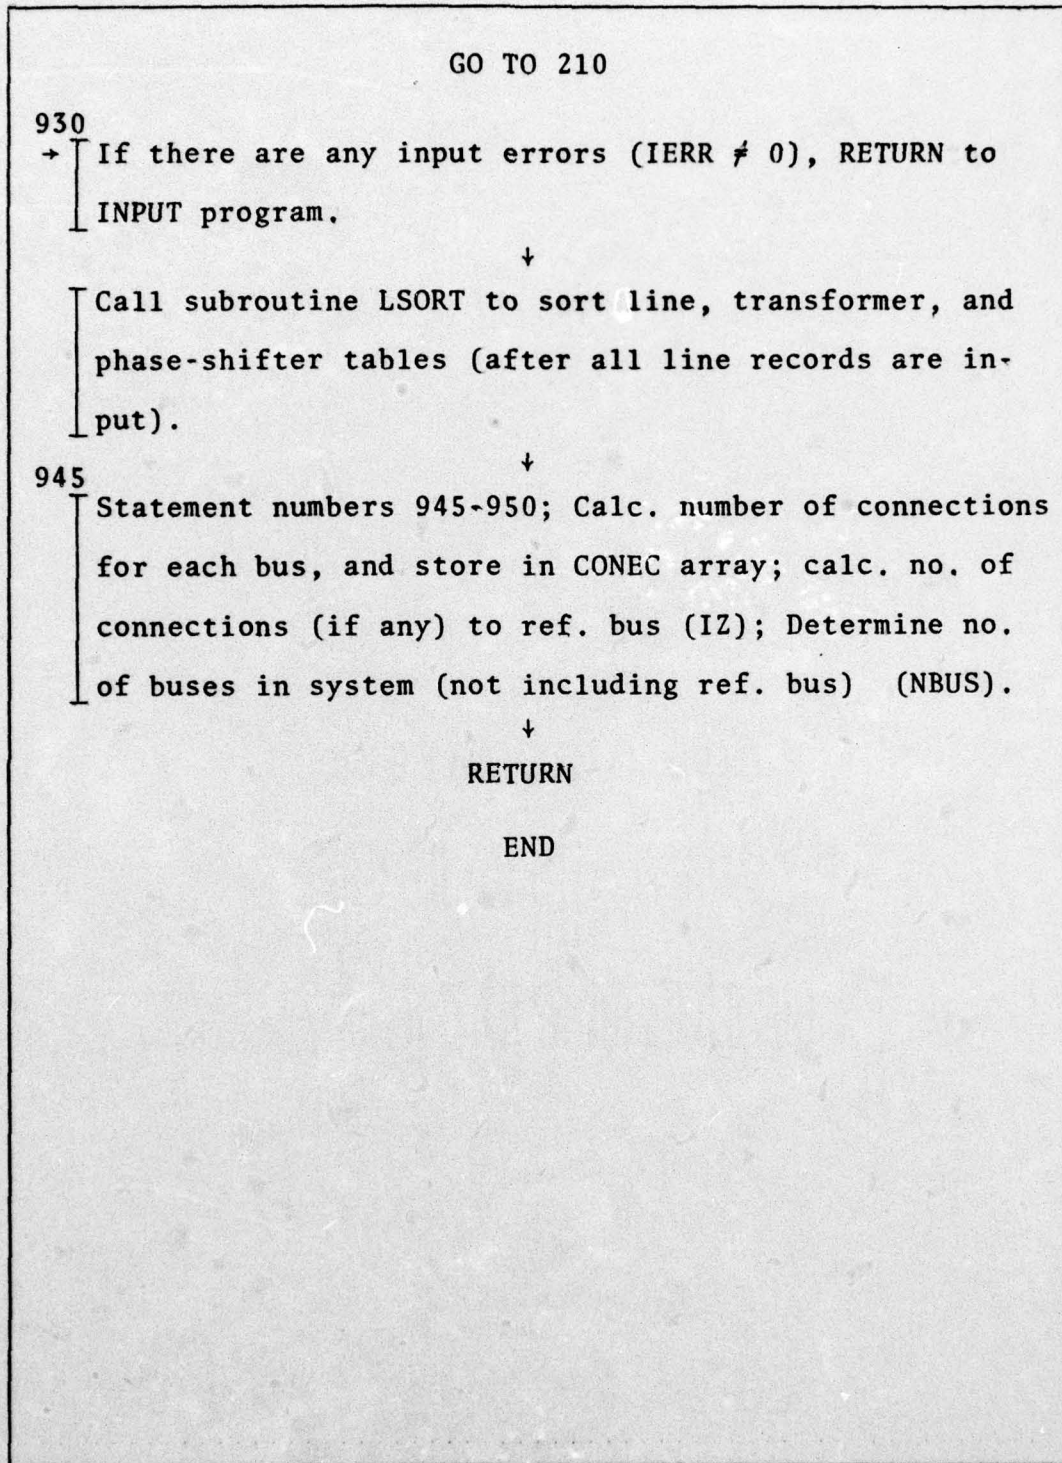 GO TO 210
930
→ If there are any input errors (IERR ≠ 0), RETURN to
INPUT program.
↓
Call subroutine LSORT to sort line, transformer, and
phase-shifter tables (after all line records are in-
put).
↓
945
Statement numbers 945-950; Calc. number of connections
for each bus, and store in CONEC array; calc. no. of
connections (if any) to ref. bus (IZ); Determine no.
of buses in system (not including ref. bus) (NBUS).
↓
RETURN
END